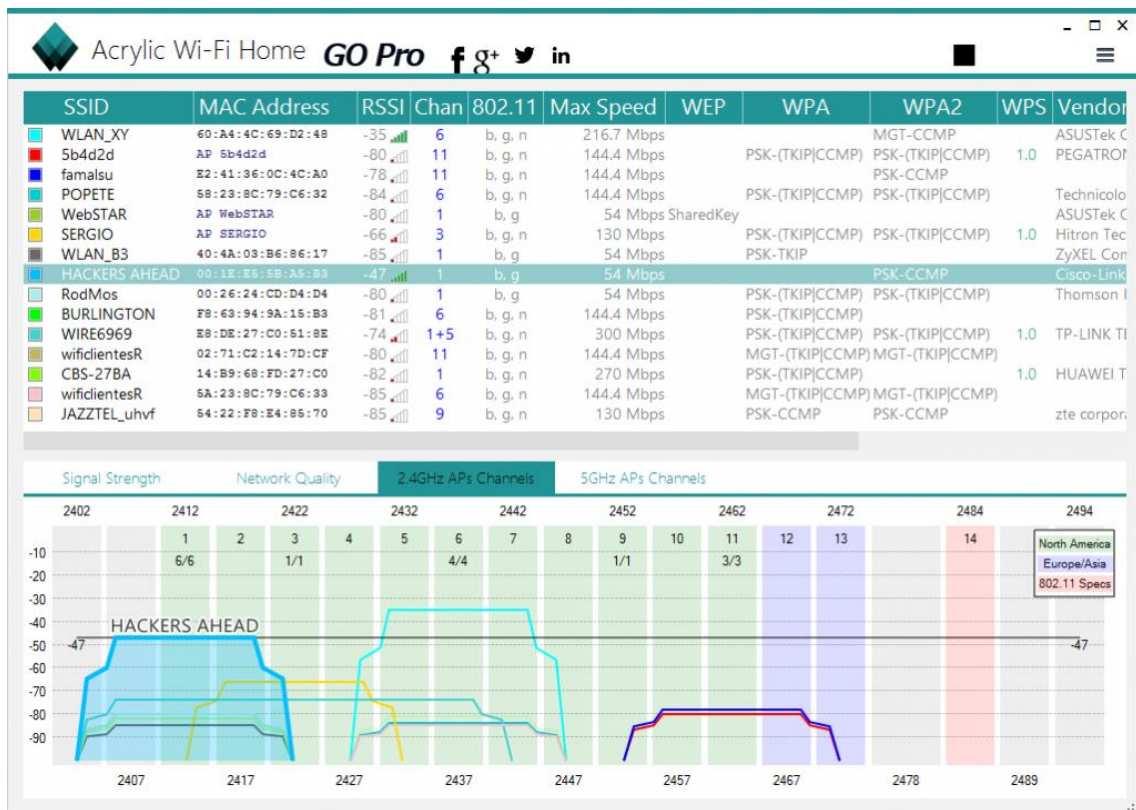 Acrylic Wi-Fi Home GO Pro f g+ in
SSID MAC Address RSSI Chan 802.11 Max Speed WEP WPA WPA2 WPS Vendor
WLAN_XY 60:A4:4C:69:D2:48 -35 6 b, g, n 216.7 Mbps MGT-CCMP ASUSTek C
5b4d2d AP 5b4d2d -80 11 b, g, n 144.4 Mbps PSK-(TKIP|CCMP) PSK-(TKIP|CCMP) 1.0 PEGATRON
famalsu E2:41:36:0C:4C:A0 -78 11 b, g, n 144.4 Mbps PSK-CCMP
POPETE 58:23:8C:79:C6:32 -84 6 b, g, n 144.4 Mbps PSK-(TKIP|CCMP) PSK-(TKIP|CCMP) Technicolo
WebSTAR AP WebSTAR -80 1 b, g 54 Mbps SharedKey ASUSTek C
SERGIO AP SERGIO -66 3 b, g, n 130 Mbps PSK-(TKIP|CCMP) PSK-(TKIP|CCMP) 1.0 Hitron Tec
WLAN_B3 40:4A:03:B6:86:17 -85 1 b, g 54 Mbps PSK-TKIP ZyXEL Com
HACKERS AHEAD 00:1E:E5:5B:A5:B3 -47 1 b, g 54 Mbps PSK-CCMP Cisco-Link
RodMos 00:26:24:CD:D4:D4 -80 1 b, g 54 Mbps PSK-(TKIP|CCMP) PSK-(TKIP|CCMP) Thomson
BURLINGTON F8:63:94:9A:15:B3 -81 6 b, g, n 144.4 Mbps PSK-(TKIP|CCMP)
WIRE6969 E8:DE:27:C0:51:8E -74 1+5 b, g, n 300 Mbps PSK-(TKIP|CCMP) PSK-(TKIP|CCMP) 1.0 TP-LINK TE
wificlientesR 02:71:C2:14:7D:CF -80 11 b, g, n 144.4 Mbps MGT-(TKIP|CCMP) MGT-(TKIP|CCMP)
CBS-27BA 14:B9:68:FD:27:C0 -82 1 b, g, n 270 Mbps PSK-(TKIP|CCMP) 1.0 HUAWEI T
wificlientesR 5A:23:8C:79:C6:33 -85 6 b, g, n 144.4 Mbps MGT-(TKIP|CCMP) MGT-(TKIP|CCMP)
JAZZTEL_uhvf 54:22:F8:E4:85:70 -85 9 b, g, n 130 Mbps PSK-CCMP PSK-CCMP zte corpora
Signal Strength Network Quality 2.4GHz APs Channels 5GHz APs Channels
2402 2412 2422 2432 2442 2452 2462 2472 2484 2494
1 2 3 4 5 6 7 8 9 10 11 12 13 14
6/6 1/1 4/4 1/1 3/3
North America
Europe/Asia
802.11 Specs
-10
-20
-30
-40
HACKERS AHEAD
-50 -47 -47
-60
-70
-80
-90
2407 2417 2427 2437 2447 2457 2467 2478 2489